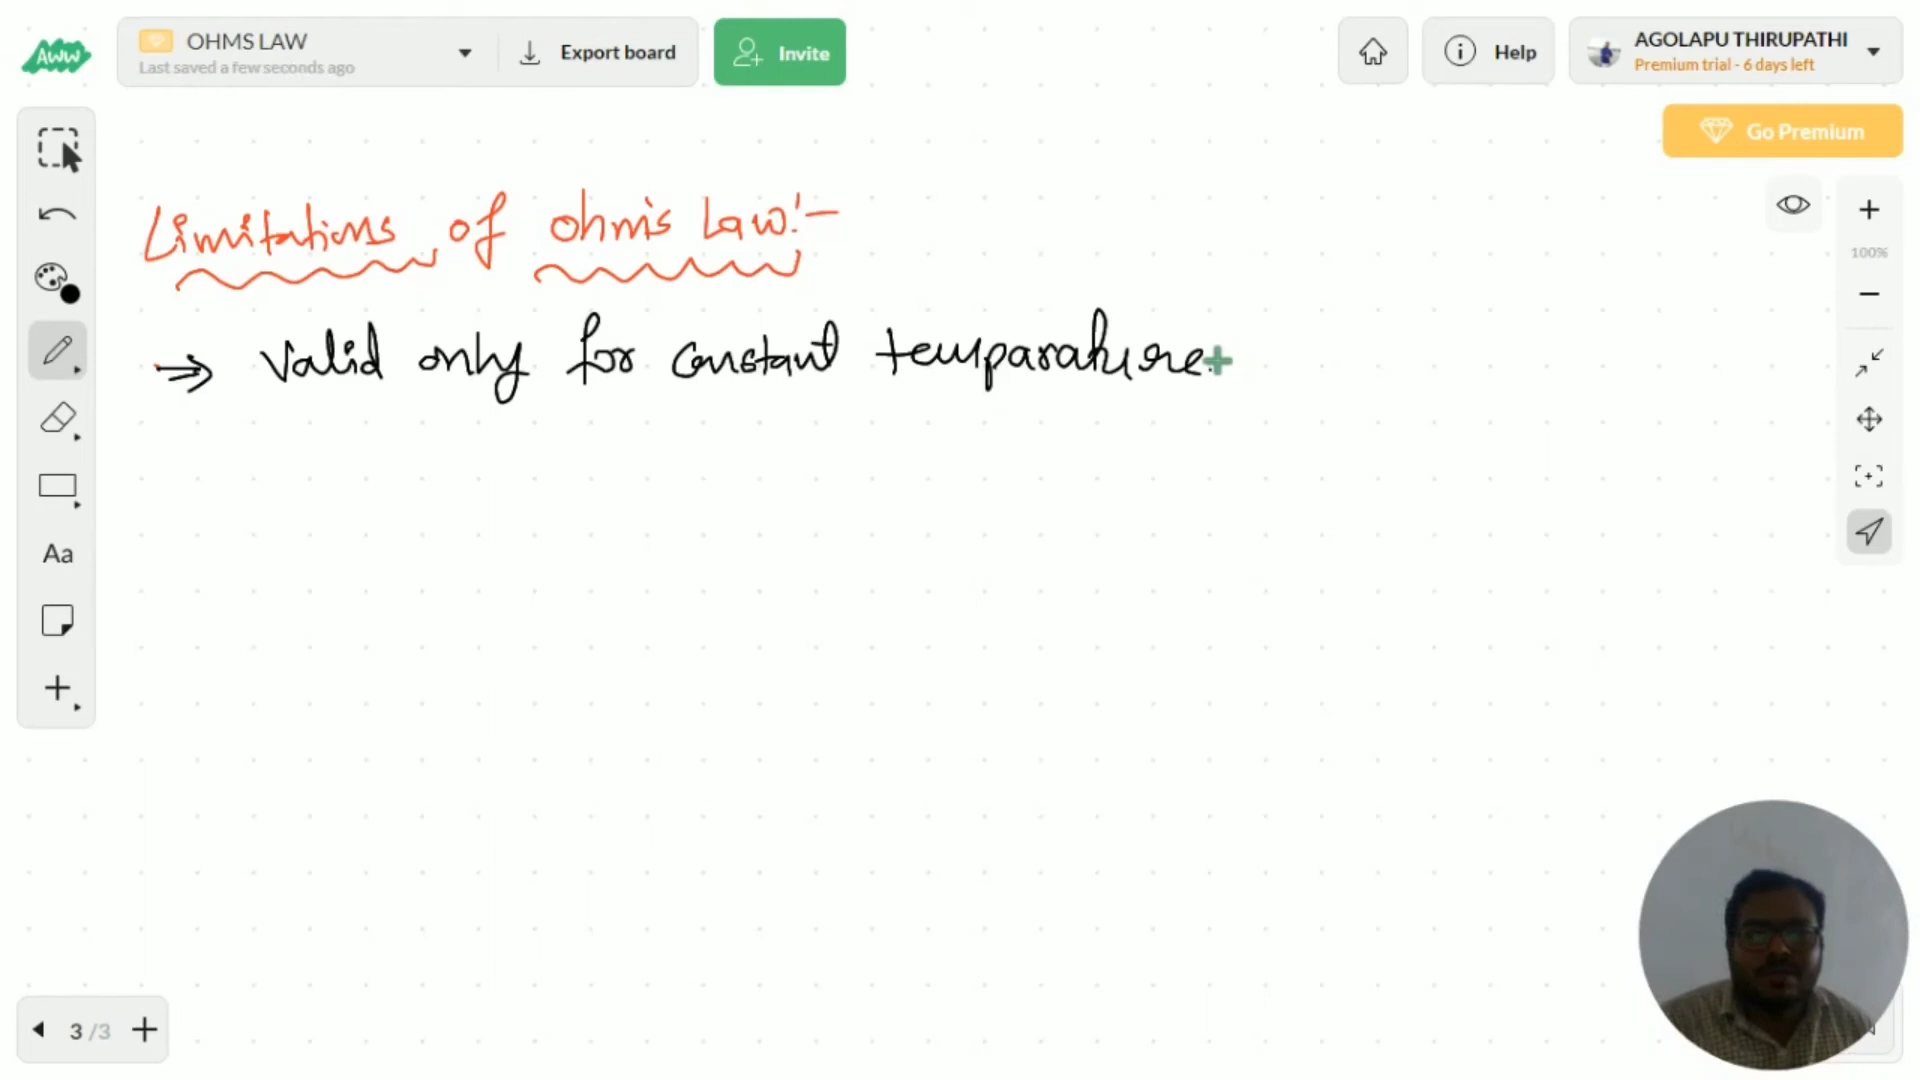 AWW
OHMS LAW
Last saved a few seconds ago
Export board
Invite
Help
AGOLAPU THIRUPATHI
Premium trial - 6 days left
Go Premium
100%
Limitations of ohm's Law:-
→ Valid only for constant temparature.
Aa
3 /3